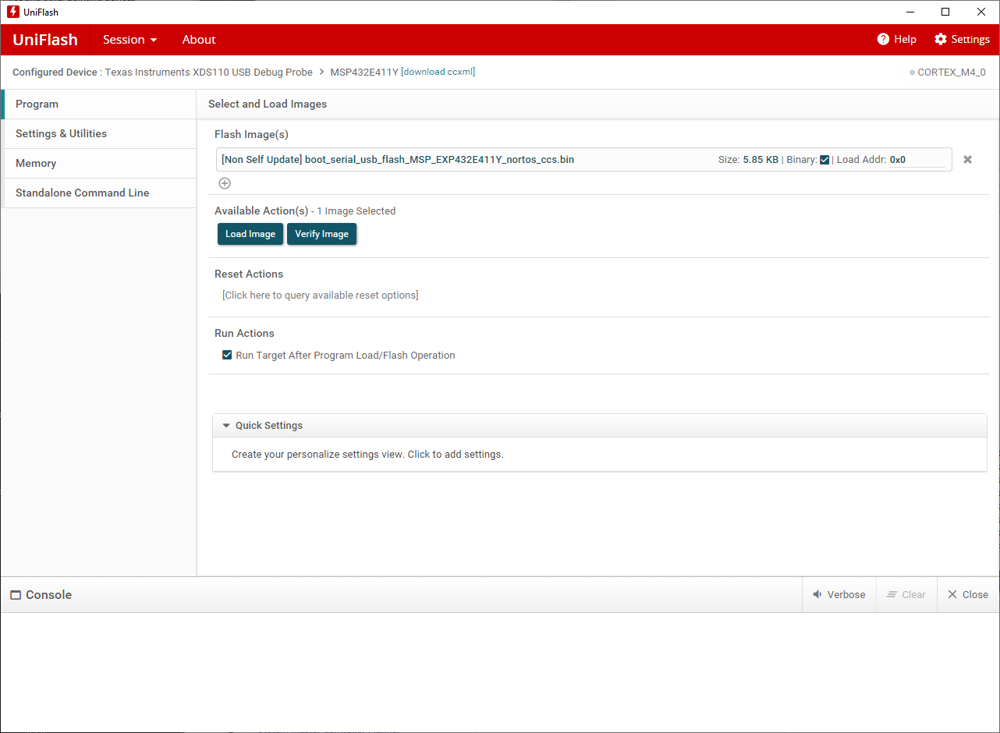 UniFlash
UniFlash Session About Help Settings
Configured Device : Texas Instruments XDS110 USB Debug Probe > MSP432E411Y [download ccxml] CORTEX_M4_0
Program
Settings & Utilities
Memory
Standalone Command Line
Select and Load Images
Flash Image(s)
[Non Self Update] boot_serial_usb_flash_MSP_EXP432E411Y_nortos_ccs.bin Size: 5.85 KB | Binary: | Load Addr: 0x0
Available Action(s) - 1 Image Selected
Load Image Verify Image
Reset Actions
[Click here to query available reset options]
Run Actions
Run Target After Program Load/Flash Operation
Quick Settings
Create your personalize settings view. Click to add settings.
Console Verbose Clear Close